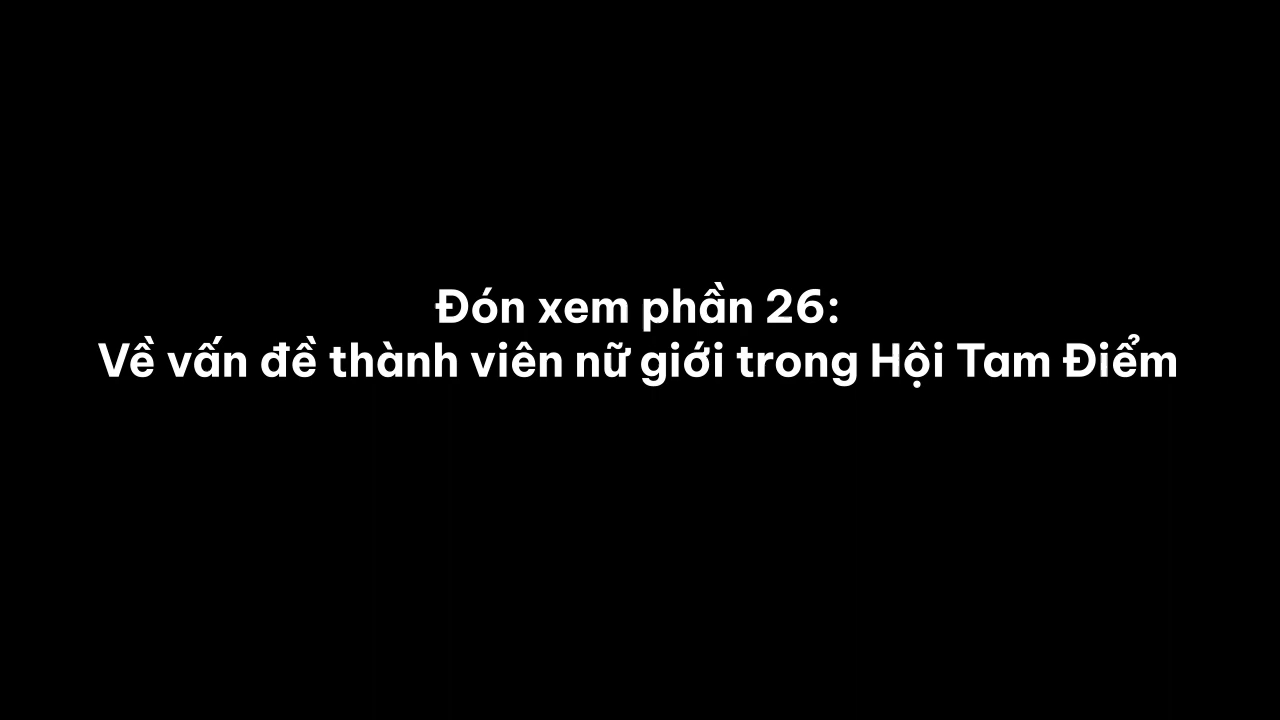 Đón xem phần 26:
Về vấn đề thành viên nữ giới trong Hội Tam Điểm